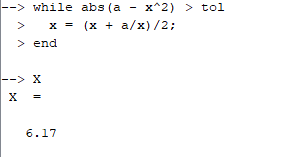 --> while abs(a - x^2) > tol
  >   x = (x + a/x)/2;
  > end
--> X
 X  =
   6.17